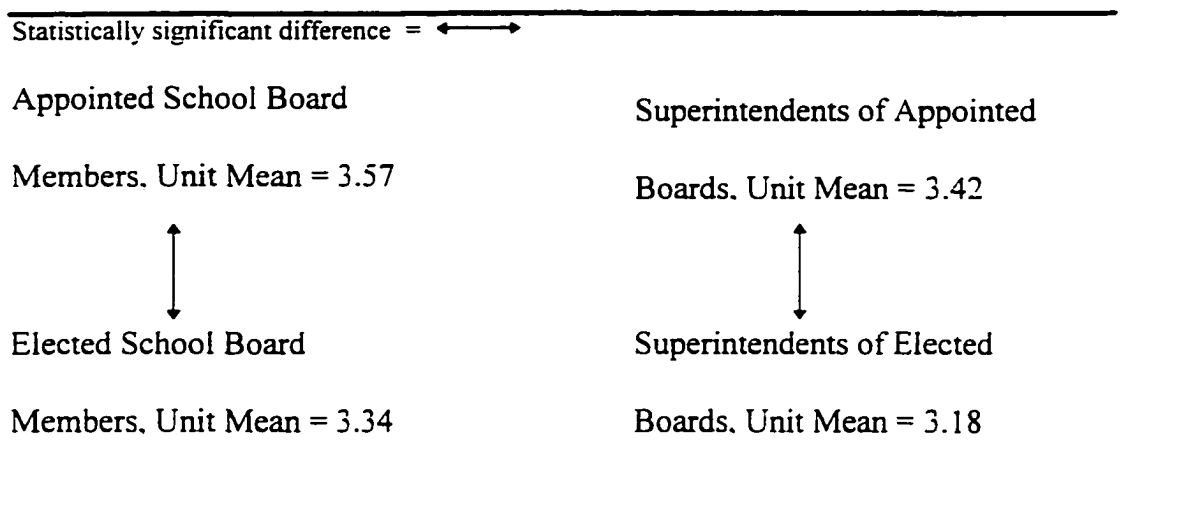 Statistically significant difference =
Appointed School Board
Members, Unit Mean = 3.57
Superintendents of Appointed
Boards, Unit Mean = 3.42
Elected School Board
Members, Unit Mean = 3.34
Superintendents of Elected
Boards, Unit Mean = 3.18